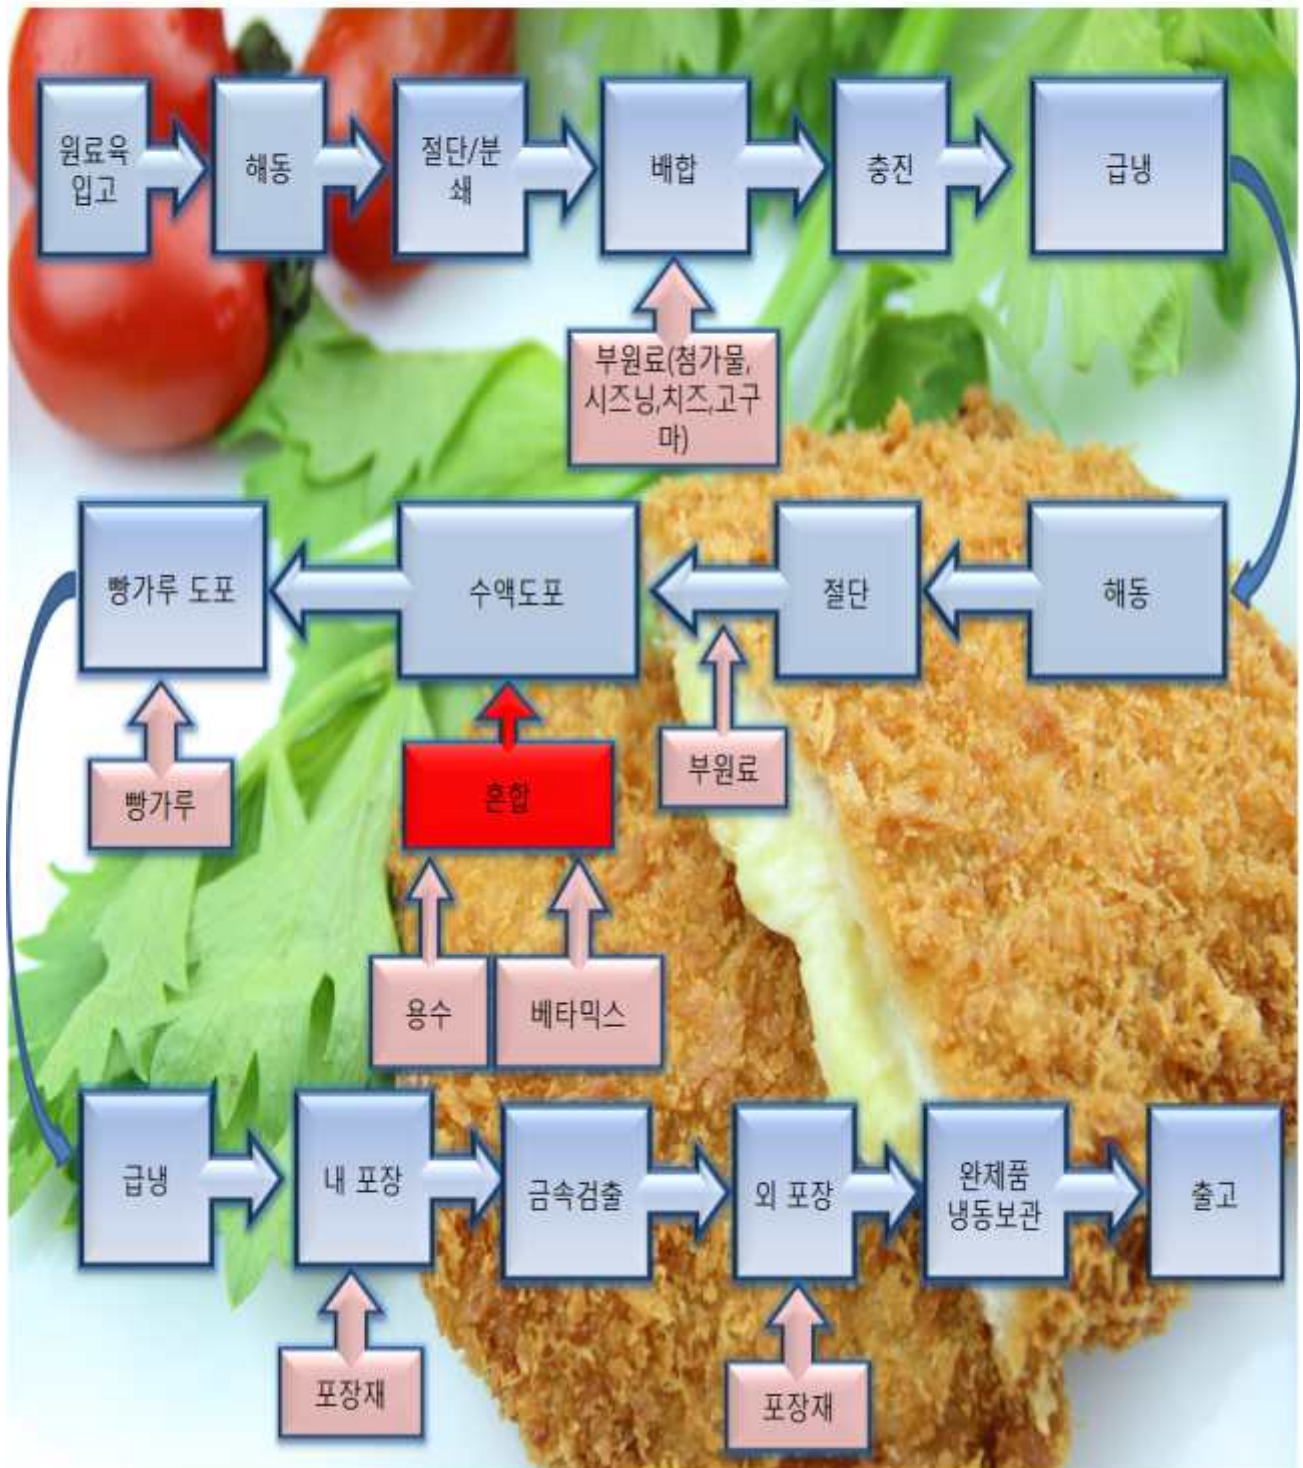 원료육
입고
해동
절단/분
쇄
배합
충진
급냉
부원료(첨가물,
시즈닝,치즈,고구
마)
빵가루 도포
수액도포
절단
해동
빵가루
혼합
부원료
용수
베타믹스
급냉
내 포장
금속검출
외 포장
완제품
냉동보관
출고
포장재
포장재